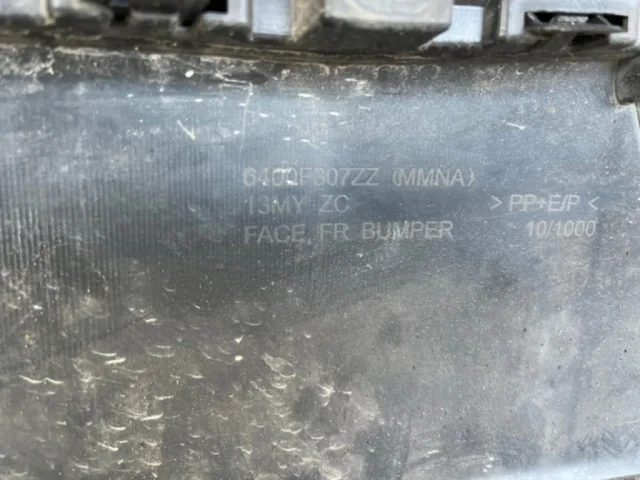 6400F307ZZ (MMNA)
13MY ZC
FACE, FR BUMPER
> PP+E/P <
10/1000